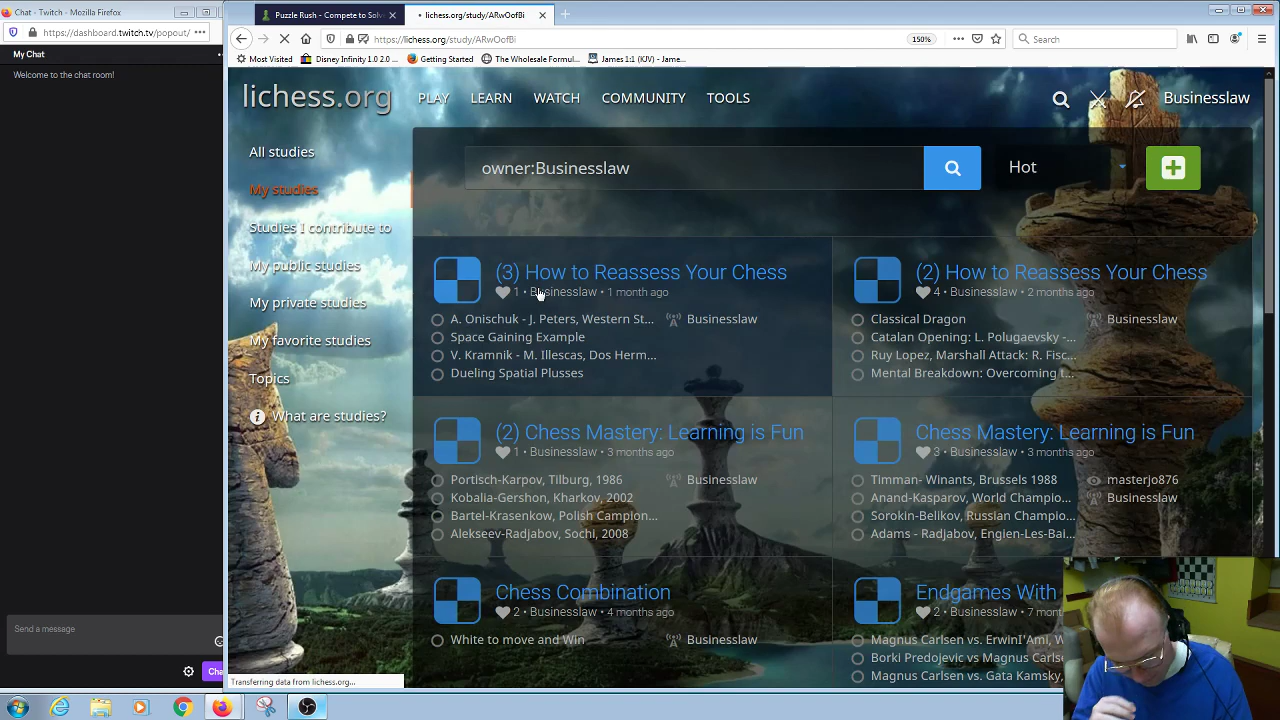 Chat - Twitch — Mozilla Firefox
https://dashboard.twitch.tv/popout/
My Chat
Welcome to the chat room!
Send a message
Cha
Puzzle Rush - Compete to Solv
lichess.org/study/ARwOofBi
https://lichess.org/study/ARwOofBi
150%
Search
Most Visited
Disney Infinity 1.0 2.0 ...
Getting Started
The Wholesale Formul...
James 1:1 (KJV) - Jame...
lichess.org
PLAY
LEARN
WATCH
COMMUNITY
TOOLS
Businesslaw
All studies
My studies
Studies I contribute to
My public studies
My private studies
My favorite studies
Topics
What are studies?
owner:Businesslaw
Hot
(3) How to Reassess Your Chess
1 • Businesslaw • 1 month ago
A. Onischuk - J. Peters, Western St...
Space Gaining Example
V. Kramnik - M. Illescas, Dos Herm...
Dueling Spatial Plusses
Businesslaw
(2) How to Reassess Your Chess
4 • Businesslaw • 2 months ago
Classical Dragon
Catalan Opening: L. Polugaevsky -...
Ruy Lopez, Marshall Attack: R. Fisc...
Mental Breakdown: Overcoming t...
Businesslaw
(2) Chess Mastery: Learning is Fun
1 • Businesslaw • 3 months ago
Portisch-Karpov, Tilburg, 1986
Kobalia-Gershon, Kharkov, 2002
Bartel-Krasenkow, Polish Campion...
Alekseev-Radjabov, Sochi, 2008
Businesslaw
Chess Mastery: Learning is Fun
3 • Businesslaw • 3 months ago
Timman- Winants, Brussels 1988
Anand-Kasparov, World Champio...
Sorokin-Belikov, Russian Champio...
Adams - Radjabov, Engien-Les-Bai...
masterJo876
Businesslaw
Chess Combination
2 • Businesslaw • 4 months ago
White to move and Win
Businesslaw
Endgames With
2 • Businesslaw • 7 mont
Magnus Carlsen vs. ErwinI'Ami, W
Borki Predojevic vs Magnus Carlse
Magnus Carlsen vs. Gata Kamsky,
Transferring data from lichess.org...